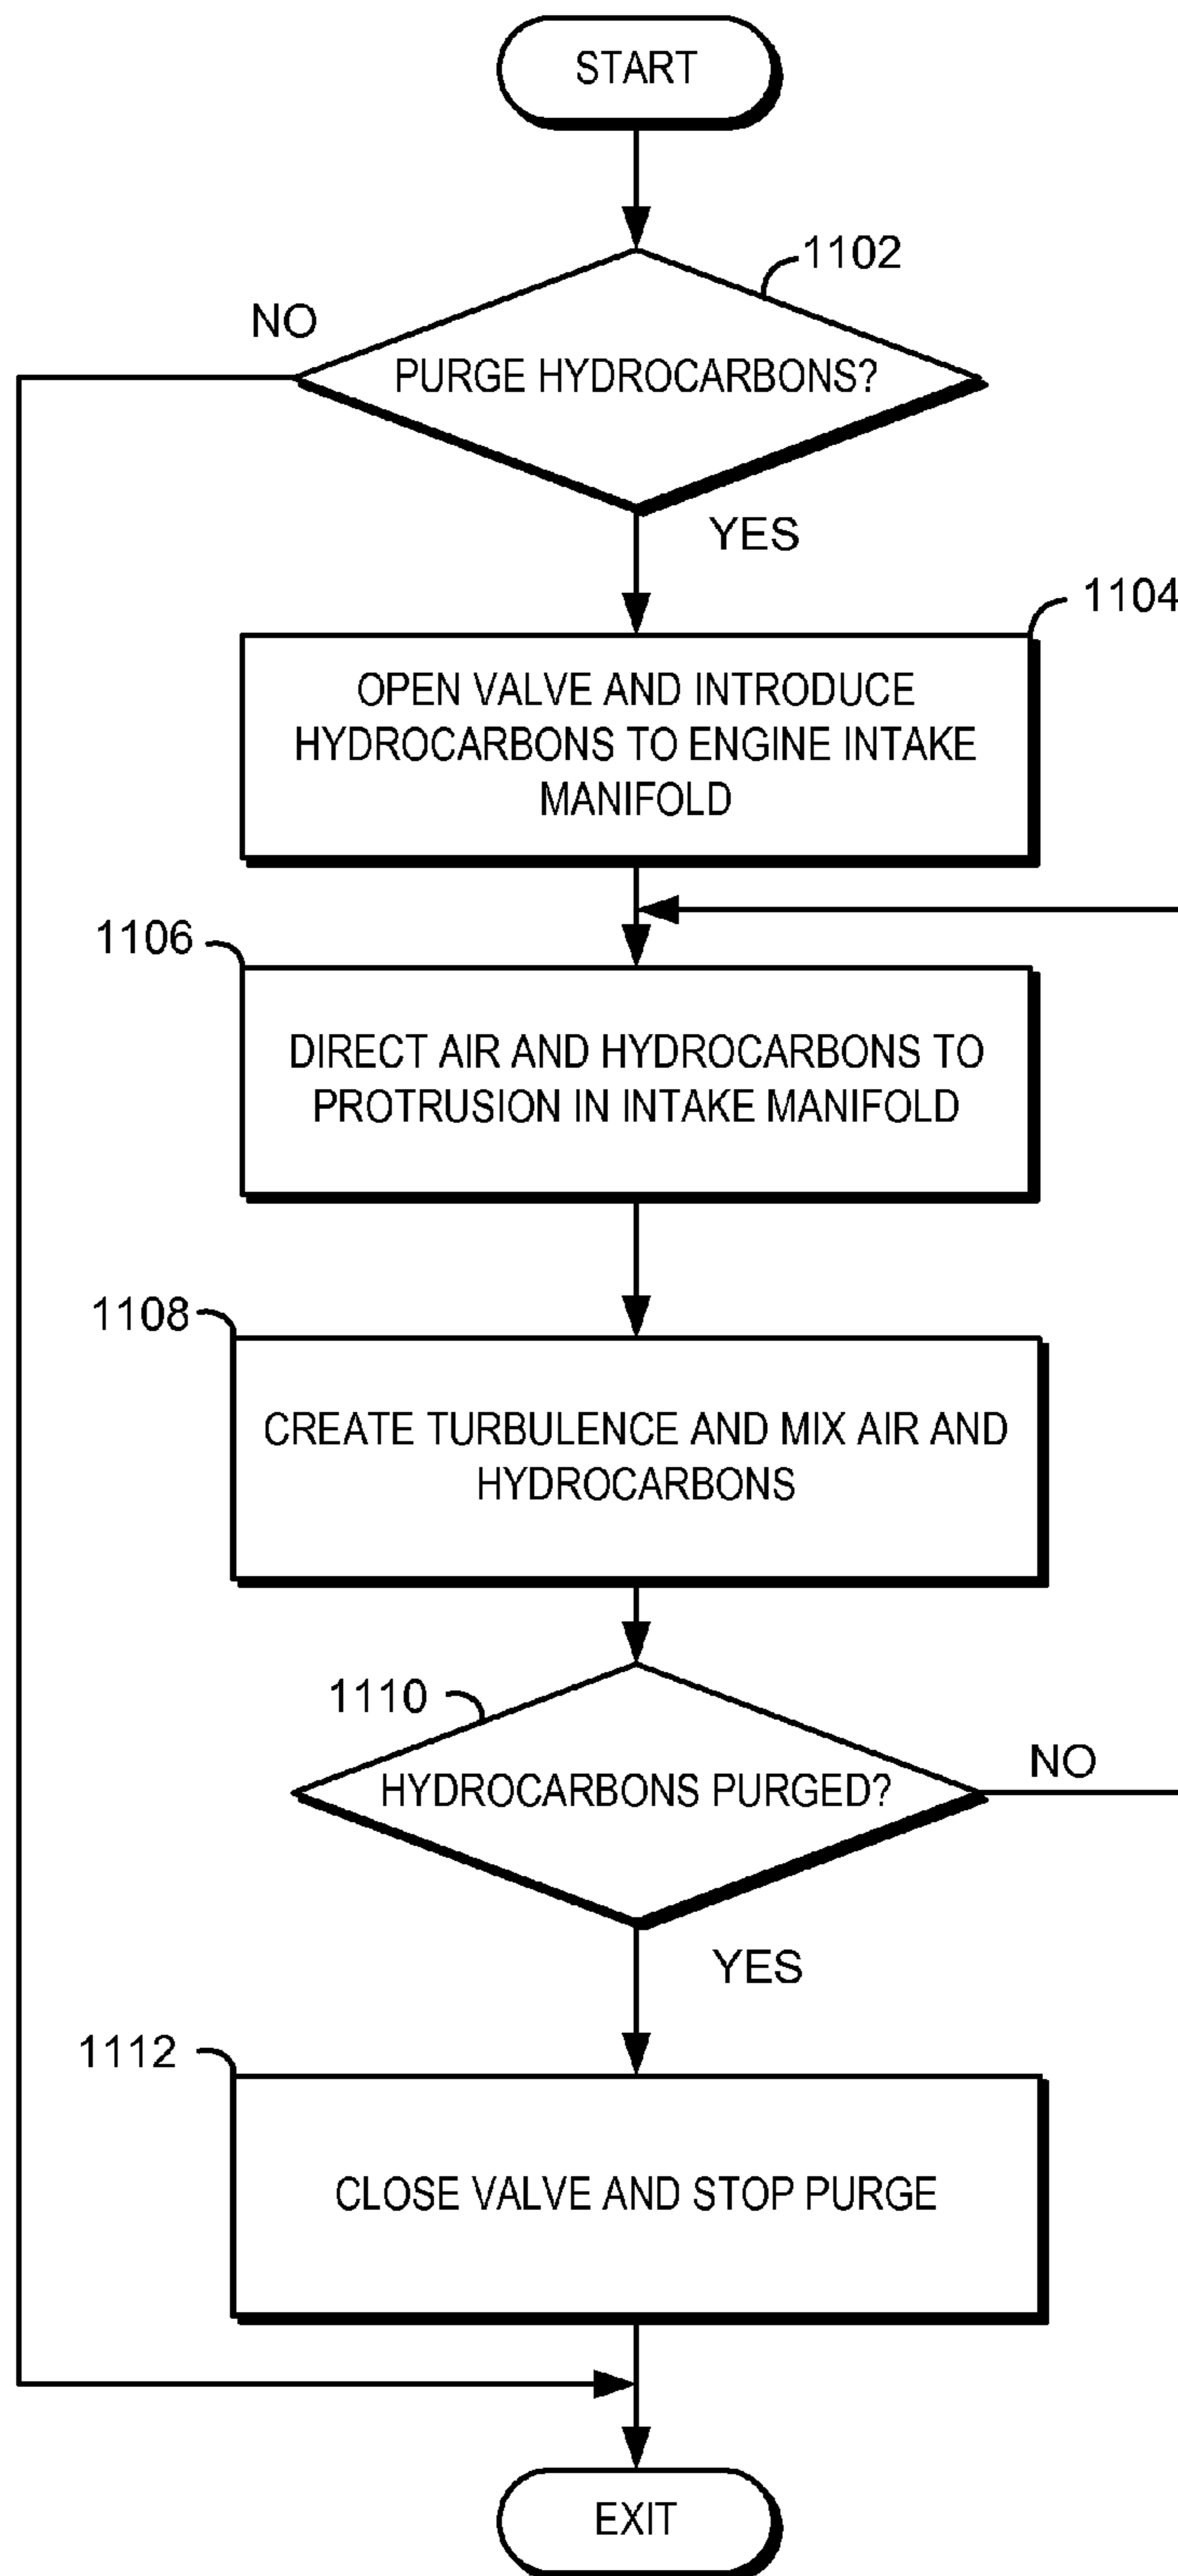 START
1102
NO
PURGE HYDROCARBONS?
YES
1104
OPEN VALVE AND INTRODUCE
HYDROCARBONS TO ENGINE INTAKE
MANIFOLD
1106
DIRECT AIR AND HYDROCARBONS TO
PROTRUSION IN INTAKE MANIFOLD
1108
CREATE TURBULENCE AND MIX AIR AND
HYDROCARBONS
1110
HYDROCARBONS PURGED?
NO
YES
1112
CLOSE VALVE AND STOP PURGE
EXIT